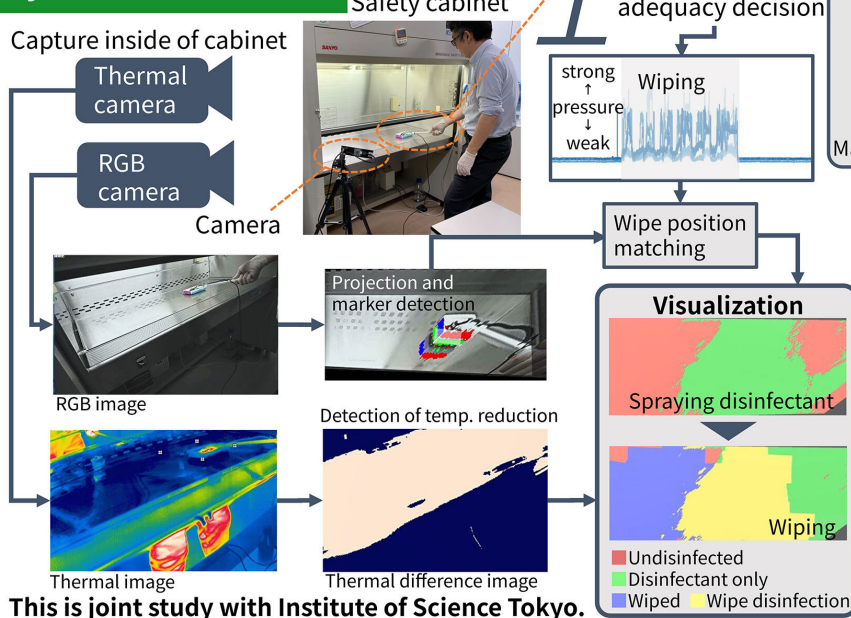 Safety cabinet
adequacy decision
Capture inside of cabinet
Thermal
camera
RGB
camera
SANYO
Camera
strong
↑
pressure
↓
weak
Wiping
Wipe position
matching
Projection and
marker detection
RGB image
Detection of temp. reduction
Thermal image
Thermal difference image
Visualization
Spraying disinfectant
Wiping
Undisinfected
Disinfectant only
Wiped
Wipe disinfection
This is joint study with Institute of Science Tokyo.